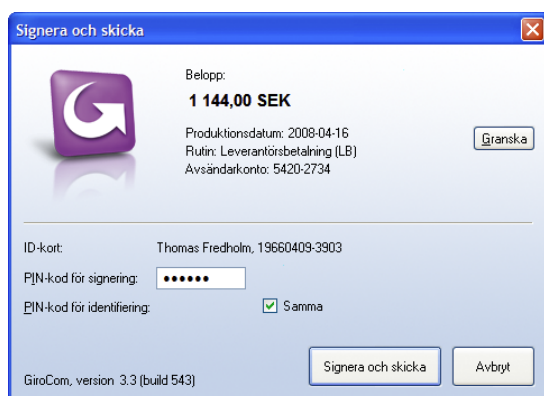 Signera och skicka
Belopp:
1 144,00 SEK
Produktionsdatum: 2008-04-16
Rutin: Leverantörsbetalning (LB)
Avsändarkonto: 5420-2734
Granska
ID-kort: Thomas Fredholm, 19660409-3903
PIN-kod för signering: ••••••
PIN-kod för identifiering: Samma
Signera och skicka Avbryt
GiroCom, version 3.3 (build 543)